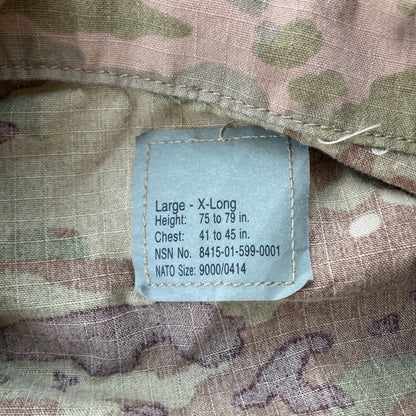 Large - X-Long
Height: 75 to 79 in.
Chest: 41 to 45 in.
NSN No. 8415-01-599-0001
NATO Size: 9000/0414